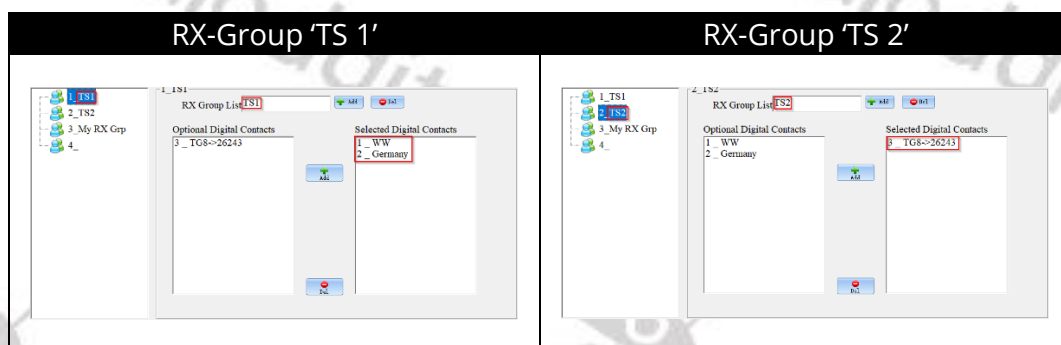 RX-Group ‘TS 1’
1_TS1
2_TS2
3_My RX Grp
4_
1_TS1
RX Group List TS1
Add
Del
Optional Digital Contacts
3 _ TG8->26243
Add
Del
Selected Digital Contacts
1 _ WW
2 _ Germany
RX-Group ‘TS 2’
1_TS1
2_TS2
3_My RX Grp
4_
2_TS2
RX Group List TS2
Add
Del
Optional Digital Contacts
1 _ WW
2 _ Germany
Add
Del
Selected Digital Contacts
3 _ TG8->26243